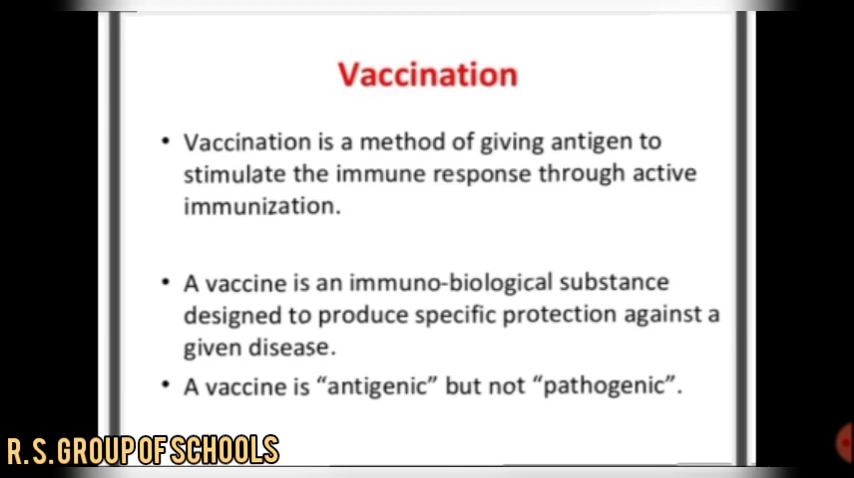 Vaccination
• Vaccination is a method of giving antigen to
stimulate the immune response through active
immunization.
• A vaccine is an immuno-biological substance
designed to produce specific protection against a
given disease.
• A vaccine is “antigenic” but not “pathogenic”.
R.S.GROUP OF SCHOOLS